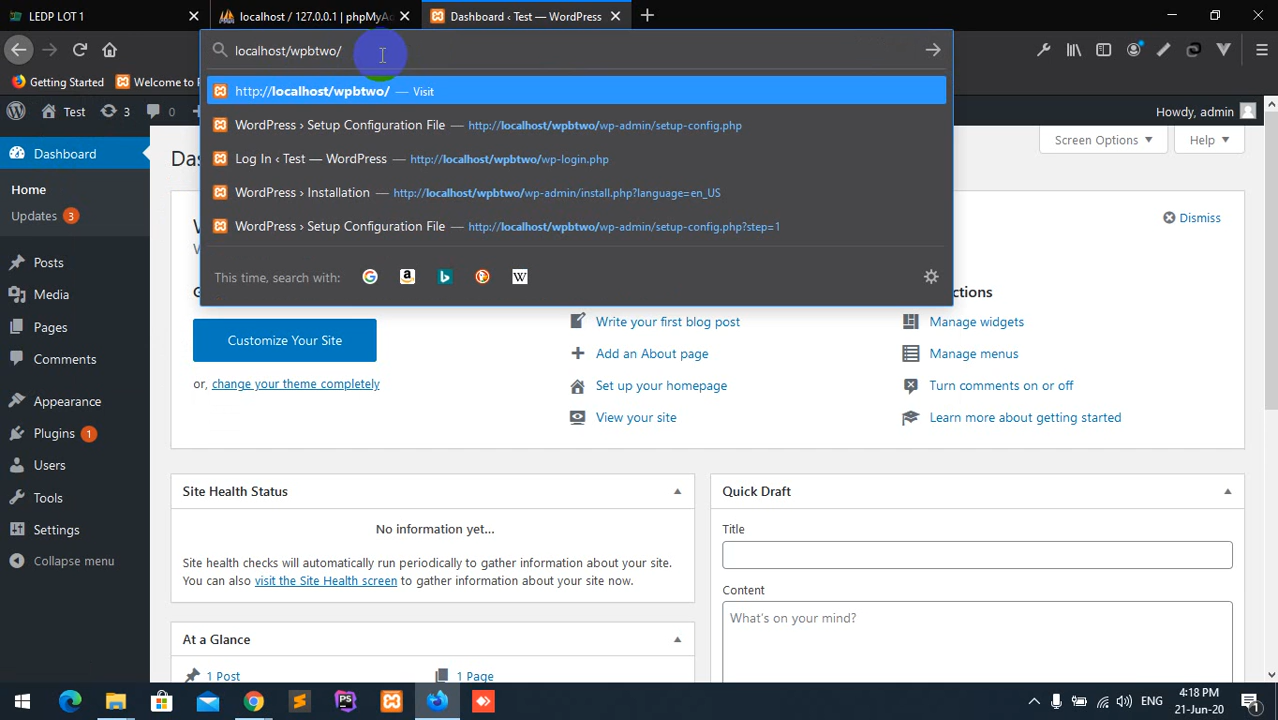 LEDP LOT 1
localhost / 127.0.0.1 | phpMyAd
Dashboard ‹ Test — WordPress
localhost/wpbtwo/
Getting Started
Welcome to
http://localhost/wpbtwo/ — Visit
WordPress › Setup Configuration File — http://localhost/wpbtwo/wp-admin/setup-config.php
Log In ‹ Test — WordPress — http://localhost/wpbtwo/wp-login.php
WordPress › Installation — http://localhost/wpbtwo/wp-admin/install.php?language=en_US
WordPress › Setup Configuration File — http://localhost/wpbtwo/wp-admin/setup-config.php?step=1
This time, search with:
Test
3
0
Howdy, admin
Dashboard
Home
Updates 3
Posts
Media
Pages
Comments
Appearance
Plugins 1
Users
Tools
Settings
Collapse menu
Screen Options
Help
Dismiss
Customize Your Site
or, change your theme completely
Write your first blog post
Add an About page
Set up your homepage
View your site
Manage widgets
Manage menus
Turn comments on or off
Learn more about getting started
Site Health Status
No information yet...
Site health checks will automatically run periodically to gather information about your site.
You can also visit the Site Health screen to gather information about your site now.
At a Glance
1 Post
1 Page
Quick Draft
Title
Content
What's on your mind?
ENG
4:18 PM
21-Jun-20
1